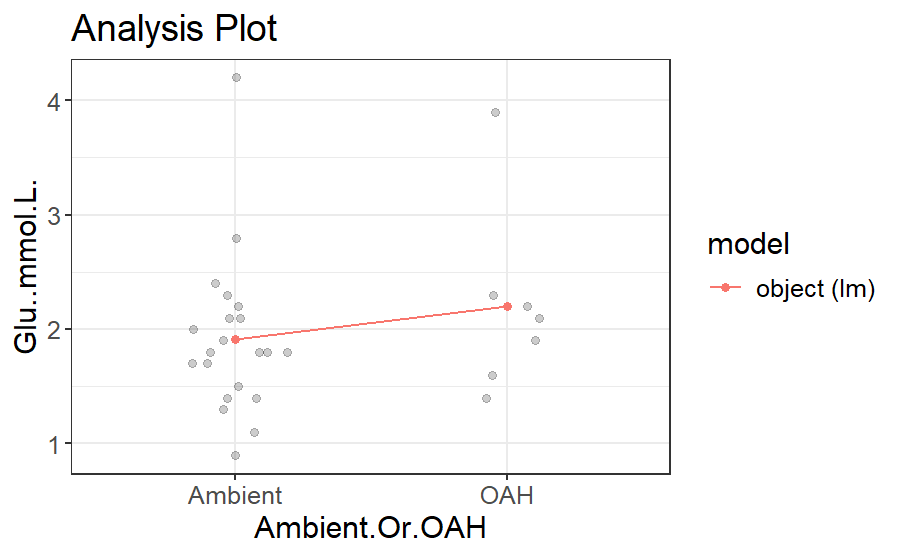 Analysis Plot
4
3
2
1
Glu..mmol.L.
Ambient OAH
Ambient.Or.OAH
model
object (lm)